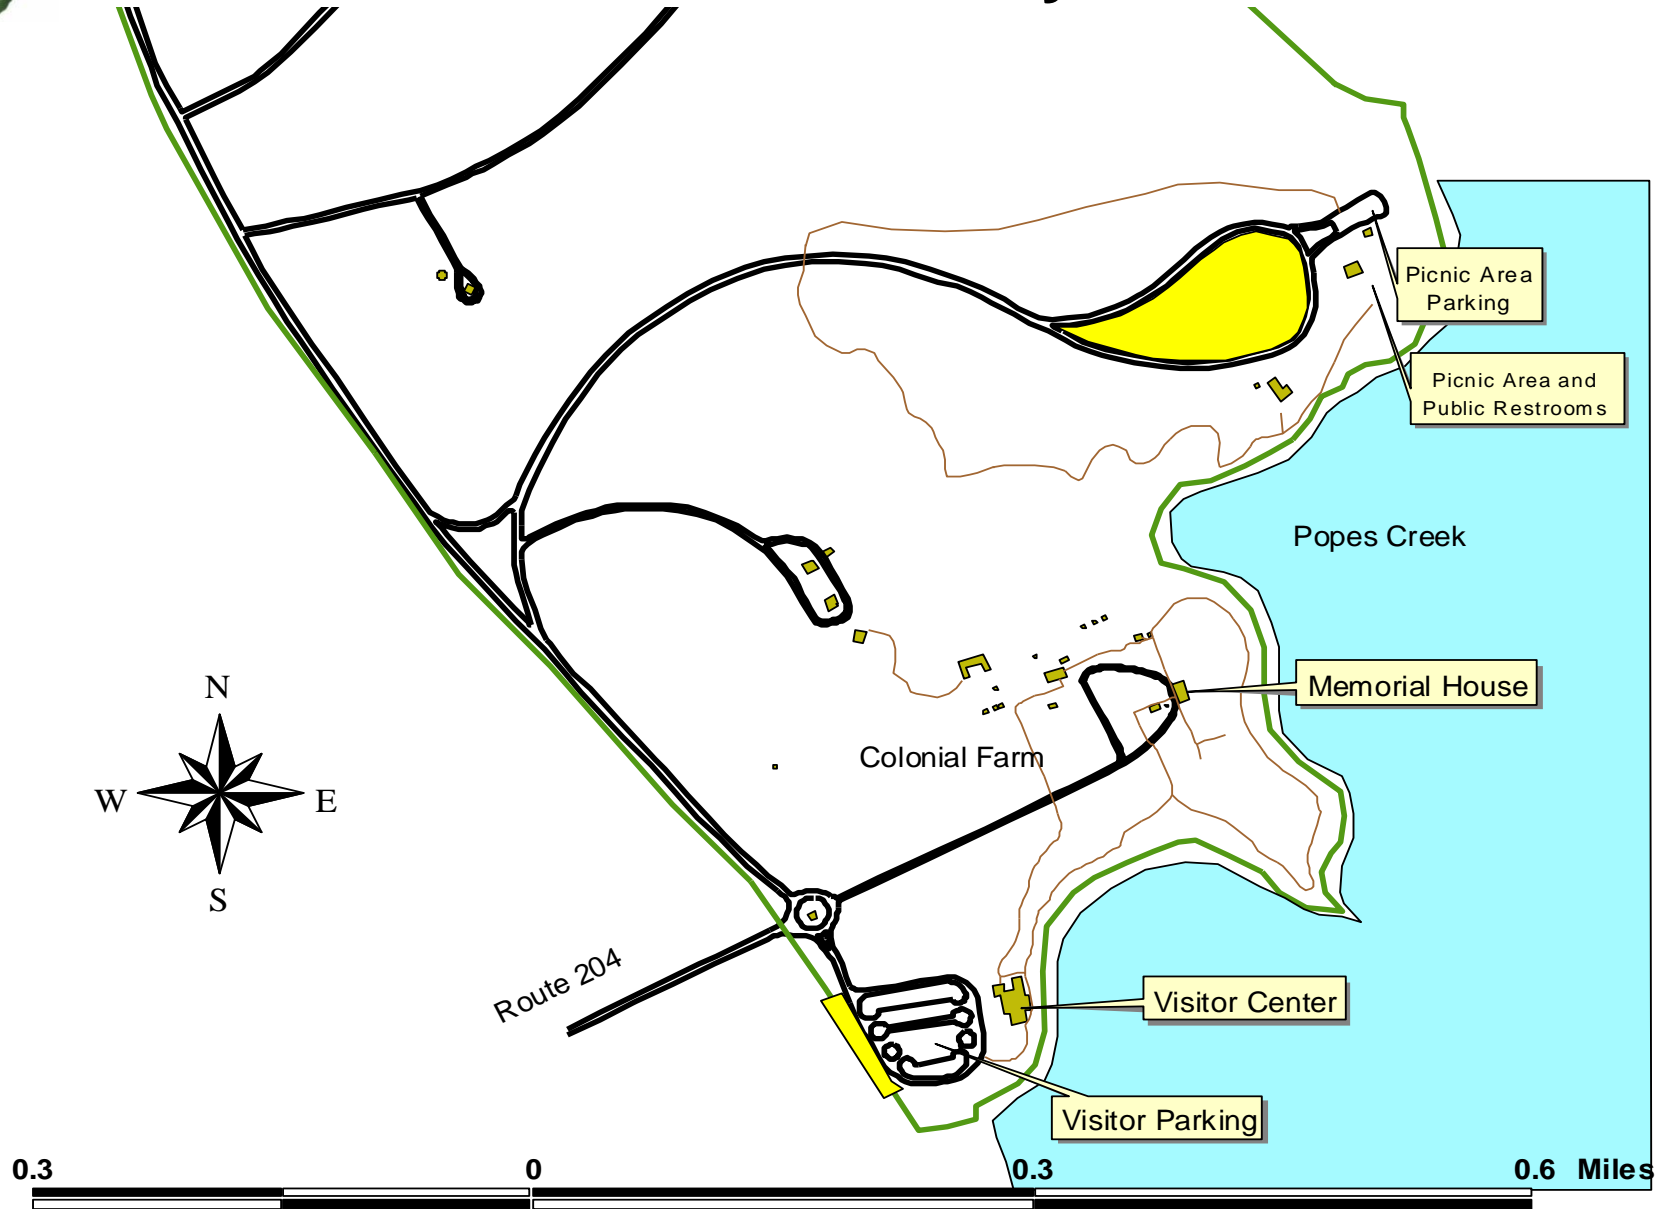 Picnic Area
Parking
Picnic Area and
Public Restrooms
Popes Creek
Memorial House
N
W
E
S
Colonial Farm
Route 204
Visitor Center
Visitor Parking
0.3
0
0.3
0.6 Miles